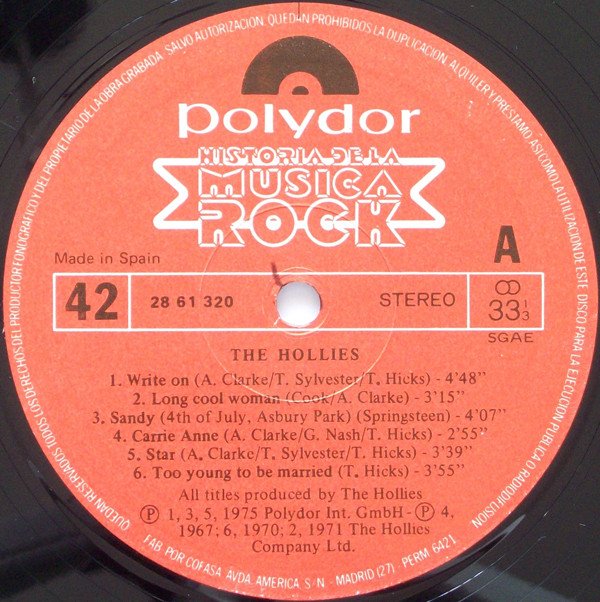 QUEDAN RESERVADOS TODOS LOS DERECHOS DEL PRODUCTOR FONOGRAFICO Y DEL PROPIETARIO DE LA OBRA GRABADA. SALVO AUTORIZACION, QUEDAN PROHIBIDOS LA DUPLICACION, ALQUILER Y PRESTAMO, ASI COMO LA UTILIZACION DE ESTE DISCO PARA LA EJECUCION PUBLICA O RADIODIFUSION
polydor
HISTORIA DE LA
MUSICA
ROCK
Made in Spain
A
42
28 61 320
STEREO
33 1/3
SGAE
THE HOLLIES
1. Write on (A. Clarke/T. Sylvester/T. Hicks) - 4'48"
2. Long cool woman (Cook/A. Clarke) - 3'15"
3. Sandy (4th of July, Asbury Park) (Springsteen) - 4'07"
4. Carrie Anne (A. Clarke/G. Nash/T. Hicks) - 2'55"
5. Star (A. Clarke/T. Sylvester/T. Hicks) - 3'39"
6. Too young to be married (T. Hicks) - 3'55"
All titles produced by The Hollies
Ⓟ 1, 3, 5, 1975 Polydor Int. GmbH - Ⓟ 4,
1967; 6, 1970; 2, 1971 The Hollies
Company Ltd.
FAB. POR COFASA. AVDA. AMERICA, S/N - MADRID (27) PERM 6421